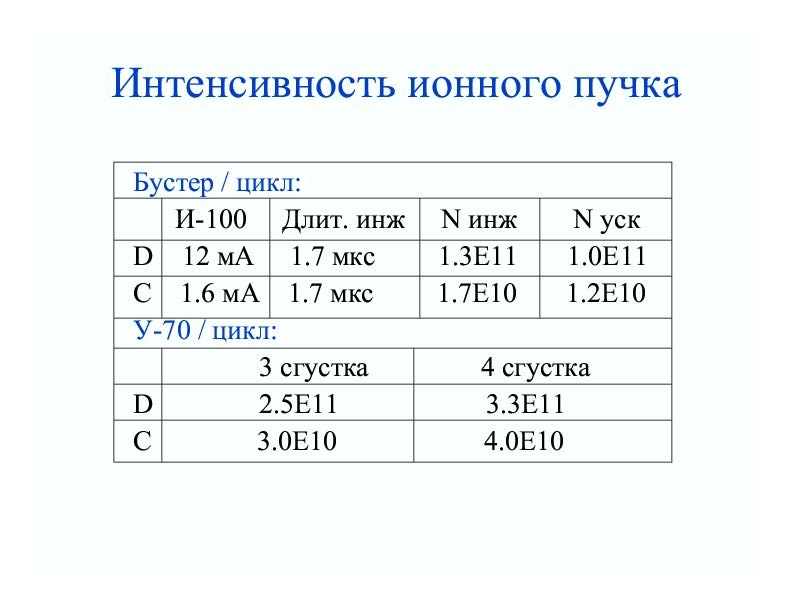 Интенсивность ионного пучка
Бустер / цикл:
И-100 Длит. инж N инж N уск
D 12 мА 1.7 мкс 1.3E11 1.0E11
C 1.6 мА 1.7 мкс 1.7E10 1.2E10
У-70 / цикл:
3 сгустка 4 сгустка
D 2.5E11 3.3E11
C 3.0E10 4.0E10